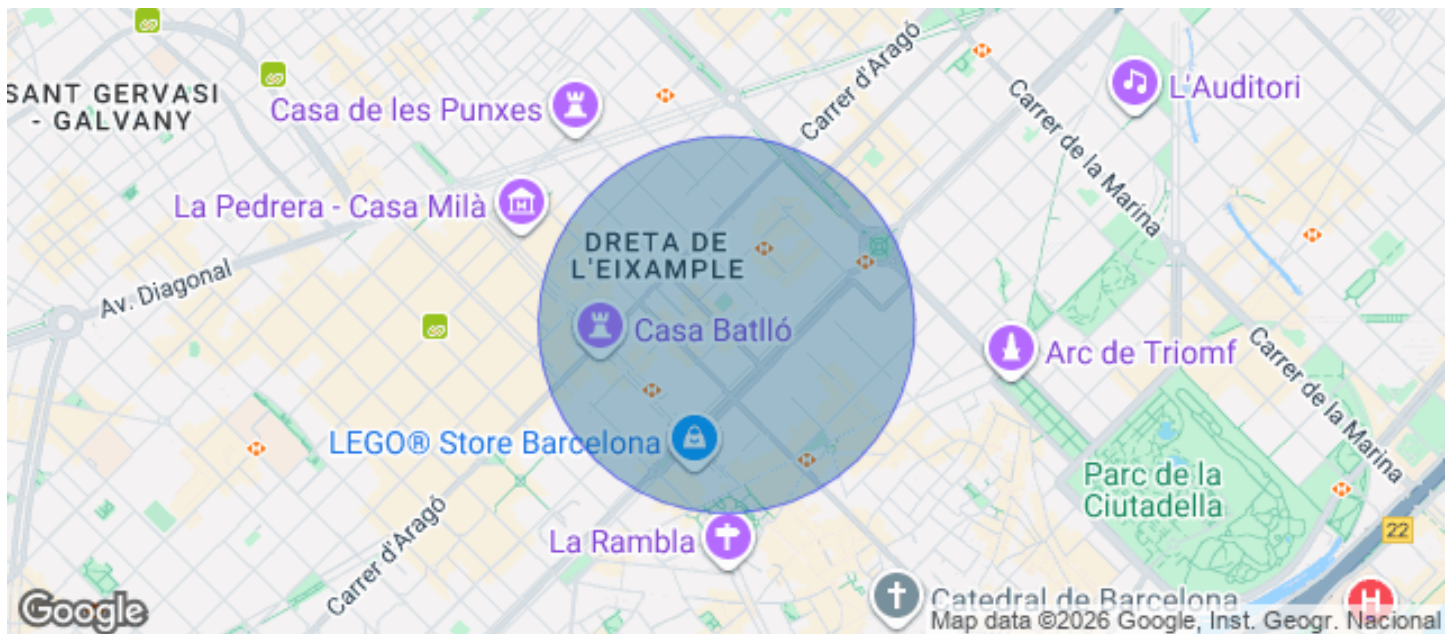 SANT GERVASI
- GALVANY
Casa de les Punxes
Carrer d'Aragó
L'Auditori
Carrer de la Marina
La Pedrera - Casa Milà
DRETA DE
L'EIXAMPLE
Av. Diagonal
Casa Batlló
Arc de Triomf
Carrer de la Marina
LEGO® Store Barcelona
Parc de la
Ciutadella
Carrer d'Aragó
La Rambla
22
Catedral de Barcelona
H
Google
Map data ©2026 Google, Inst. Geogr. Nacional